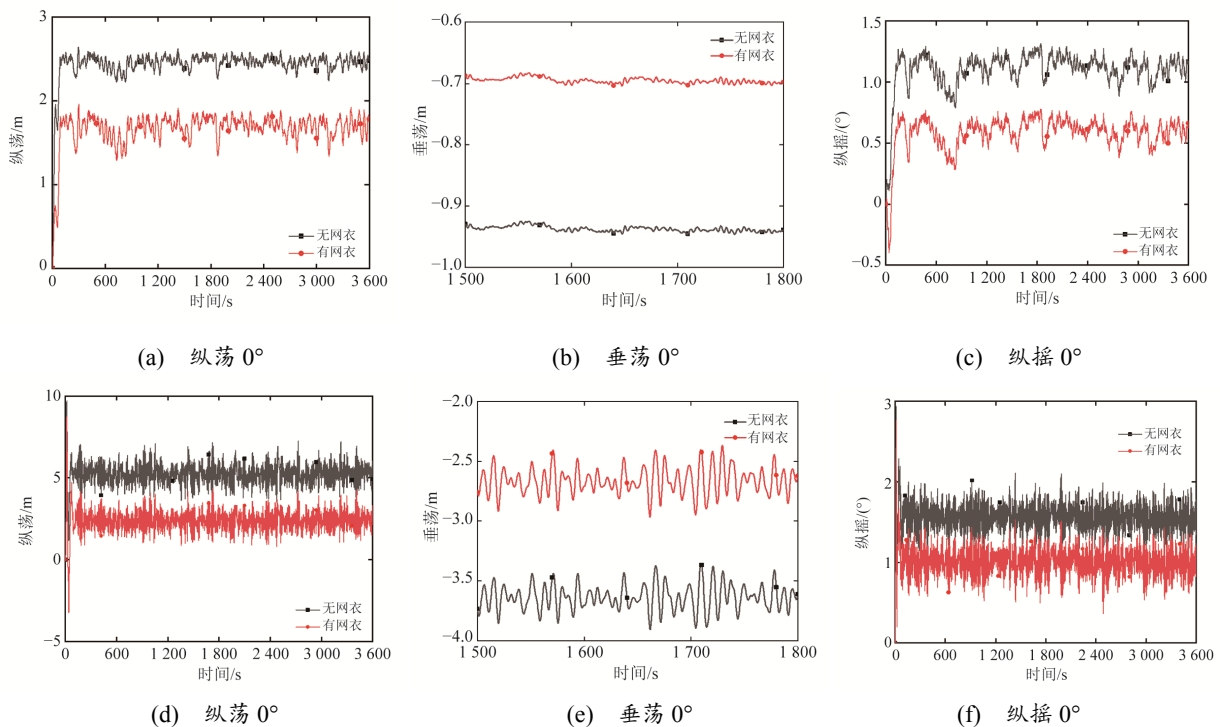 3
2
1
0
纵荡/m
无网衣
有网衣
0 600 1 200 1 800 2 400 3 000 3 600
时间/s
(a) 纵荡 0°
−0.6
−0.7
−0.8
−0.9
−1.0
垂荡/m
无网衣
有网衣
1 500 1 600 1 710 1 800
时间/s
(b) 垂荡 0°
1.5
1.0
0.5
0
−0.5
纵摇/(°)
无网衣
有网衣
0 600 1 200 1 800 2 400 3 000 3 600
时间/s
(c) 纵摇 0°
10
5
0
−5
纵荡/m
无网衣
有网衣
0 600 1 200 1 800 2 400 3 000 3 600
时间/s
(d) 纵荡 0°
−2.0
−2.5
−3.0
−3.5
−4.0
垂荡/m
无网衣
有网衣
1 500 1 600 1 700 1 800
时间/s
(e) 垂荡 0°
3
2
1
0
纵摇/(°)
无网衣
有网衣
0 600 1 200 1 800 2 400 3 000 3 600
时间/s
(f) 纵摇 0°